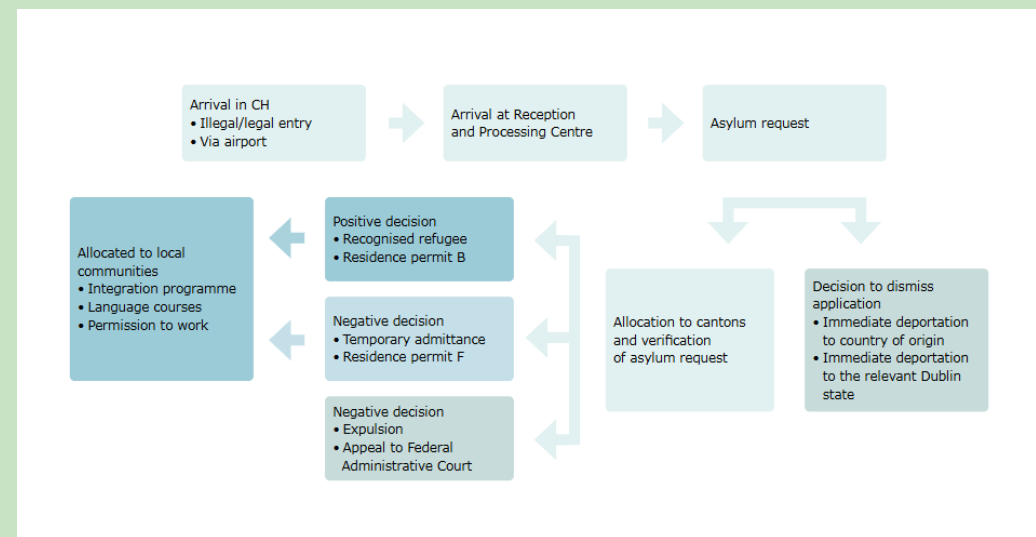 Arrival in CH
• Illegal/legal entry
• Via airport
Arrival at Reception
and Processing Centre
Asylum request
Allocated to local
communities
• Integration programme
• Language courses
• Permission to work
Positive decision
• Recognised refugee
• Residence permit B
Negative decision
• Temporary admittance
• Residence permit F
Negative decision
• Expulsion
• Appeal to Federal
Administrative Court
Allocation to cantons
and verification
of asylum request
Decision to dismiss
application
• Immediate deportation
to country of origin
• Immediate deportation
to the relevant Dublin
state